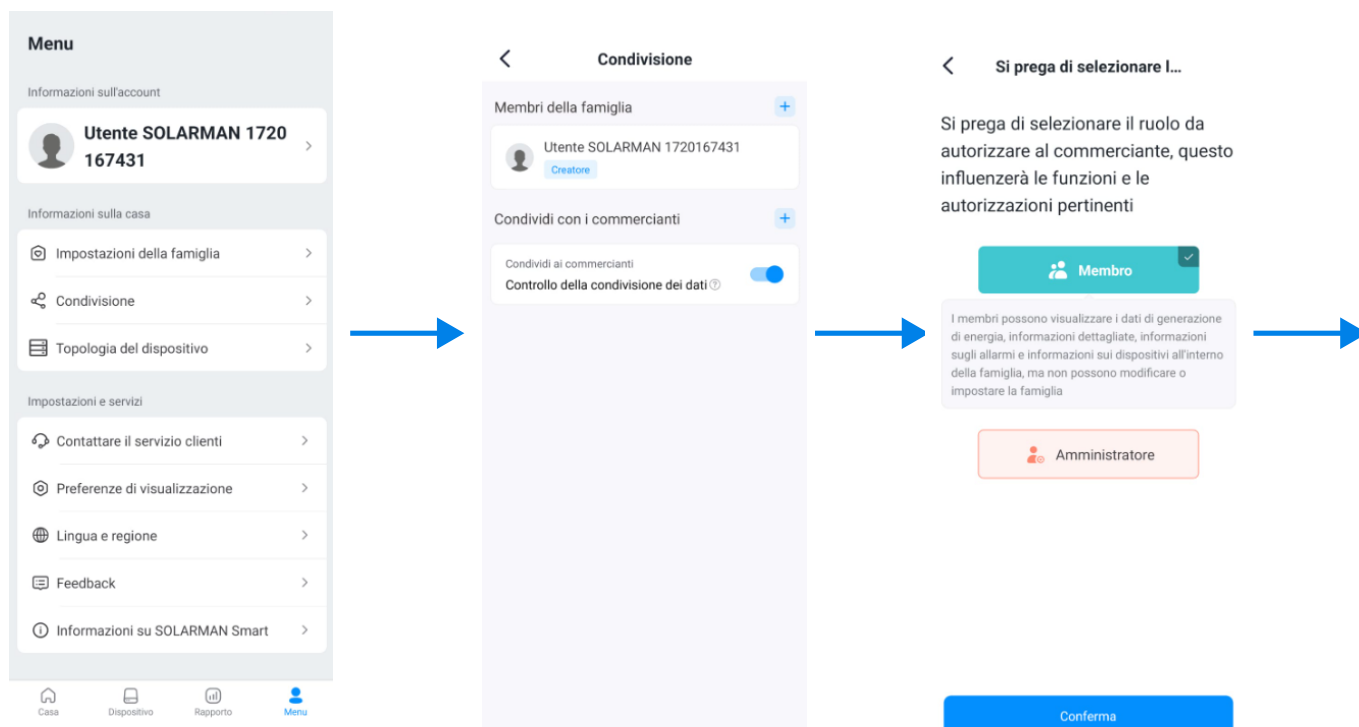 Menu
Informazioni sull'account
Utente SOLARMAN 1720
167431
Informazioni sulla casa
Impostazioni della famiglia
Condivisione
Topologia del dispositivo
Impostazioni e servizi
Contattare il servizio clienti
Preferenze di visualizzazione
Lingua e regione
Feedback
Informazioni su SOLARMAN Smart
Casa
Dispositivo
Rapporto
Menu
Condivisione
Membri della famiglia
Utente SOLARMAN 1720167431
Creatore
Condividi con i commercianti
Condividi ai commercianti
Controllo della condivisione dei dati
Si prega di selezionare l...
Si prega di selezionare il ruolo da
autorizzare al commerciante, questo
influenzerà le funzioni e le
autorizzazioni pertinenti
Membro
I membri possono visualizzare i dati di generazione
di energia, informazioni dettagliate, informazioni
sugli allarmi e informazioni sui dispositivi all'interno
della famiglia, ma non possono modificare o
impostare la famiglia
Amministratore
Conferma